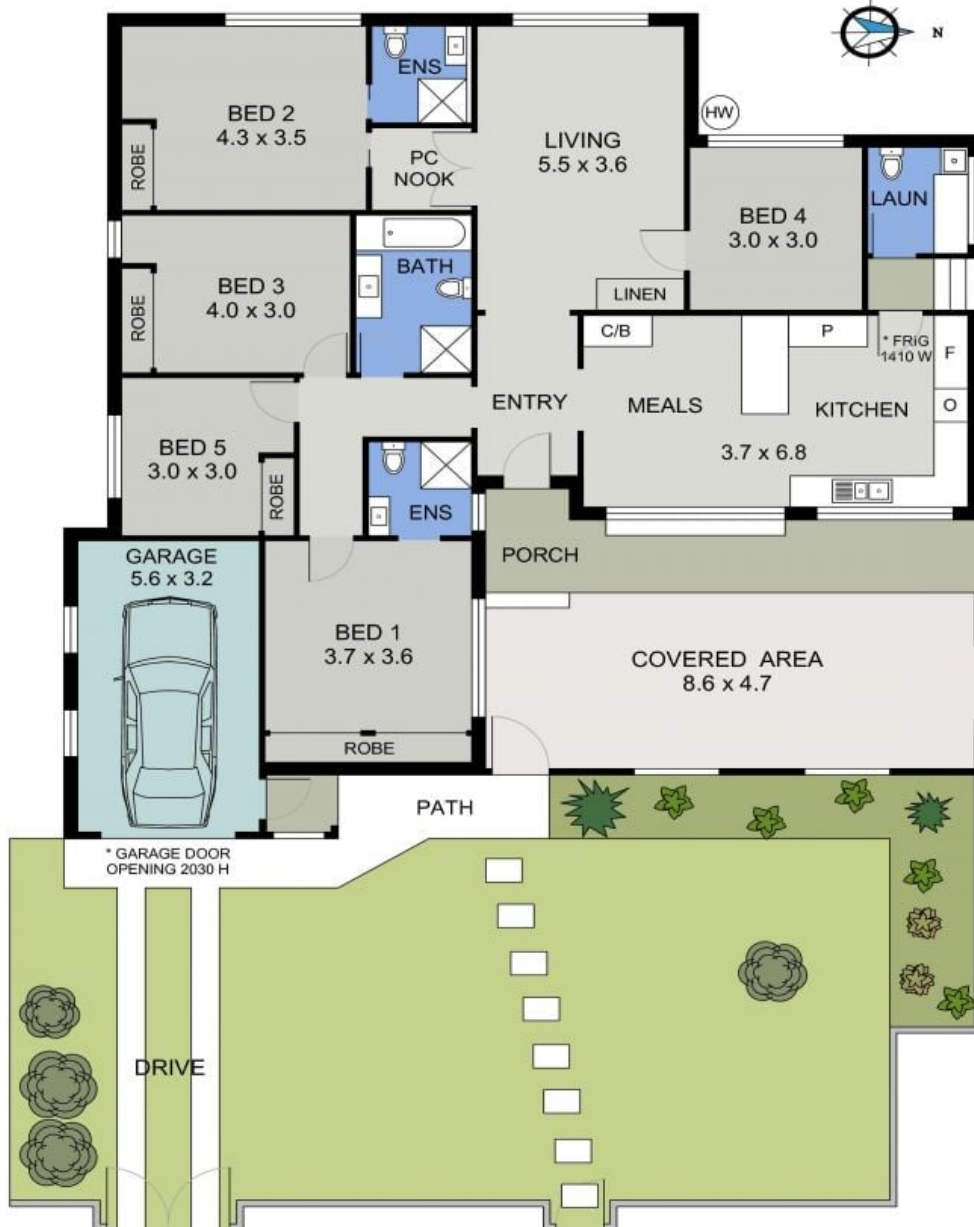 N
ENS
BED 2
4.3 x 3.5
ROBE
PC
NOOK
LIVING
5.5 x 3.6
HW
LAUN
BED 4
3.0 x 3.0
BATH
BED 3
4.0 x 3.0
ROBE
LINEN
C/B
P
* FRIG
1410 W
F
O
ENTRY
MEALS
KITCHEN
3.7 x 6.8
BED 5
3.0 x 3.0
ROBE
ENS
GARAGE
5.6 x 3.2
PORCH
BED 1
3.7 x 3.6
ROBE
COVERED AREA
8.6 x 4.7
PATH
* GARAGE DOOR
OPENING 2030 H
DRIVE